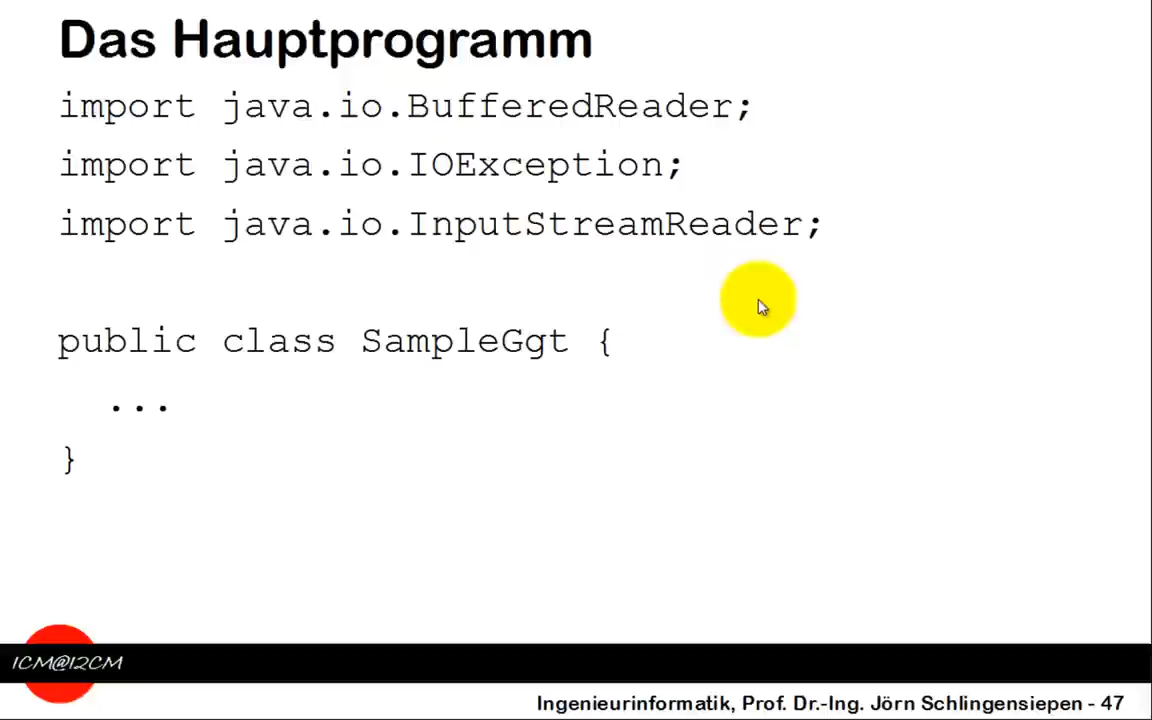 Das Hauptprogramm
import java.io.BufferedReader;
import java.io.IOException;
import java.io.InputStreamReader;
public class SampleGgt {
...
}
ICM@I2CM
Ingenieurinformatik, Prof. Dr.-Ing. Jörn Schlingensiepen - 47